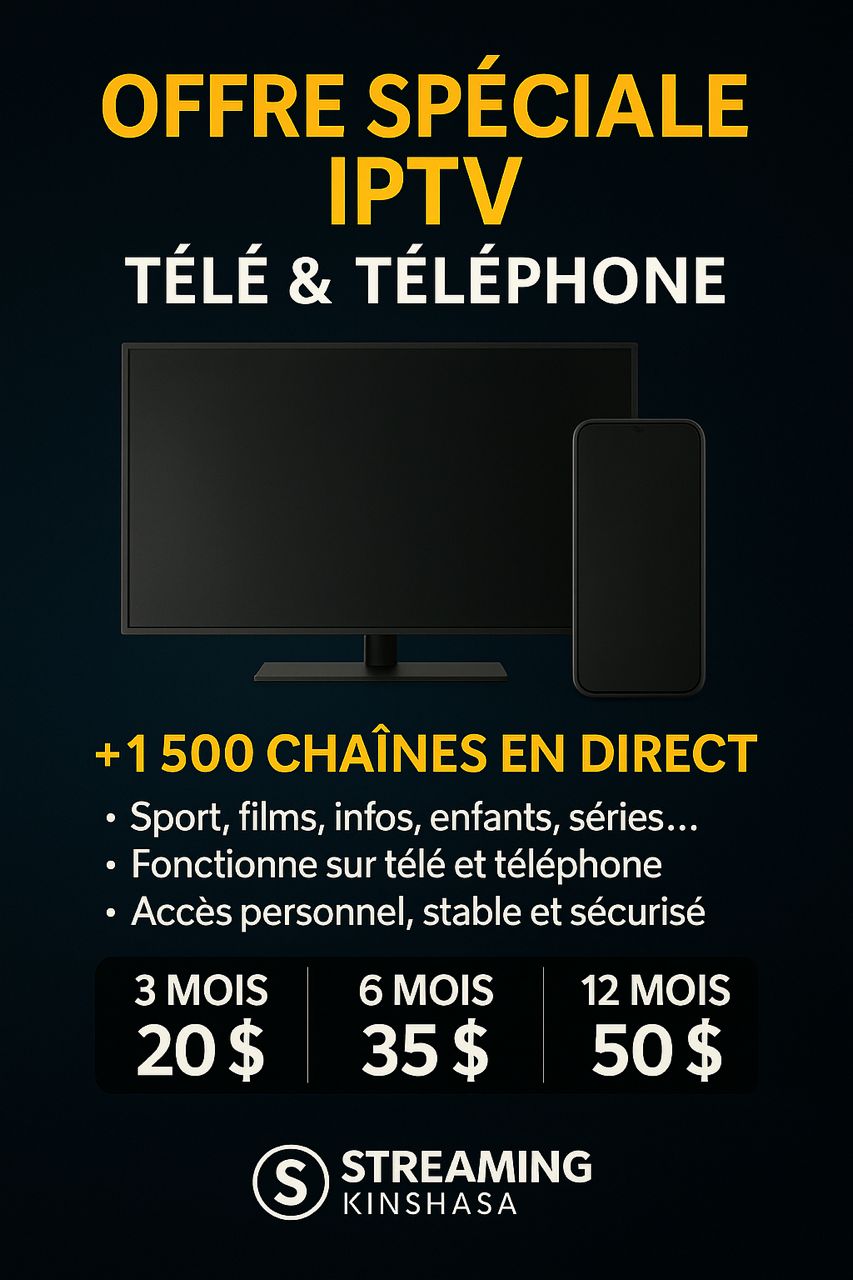 OFFRE SPÉCIALE
IPTV
TÉLÉ & TÉLÉPHONE
+1 500 CHAÎNES EN DIRECT
• Sport, films, infos, enfants, séries...
• Fonctionne sur télé et téléphone
• Accès personnel, stable et sécurisé
3 MOIS 6 MOIS 12 MOIS
20 $ 35 $ 50 $
S STREAMING
KINSHASA